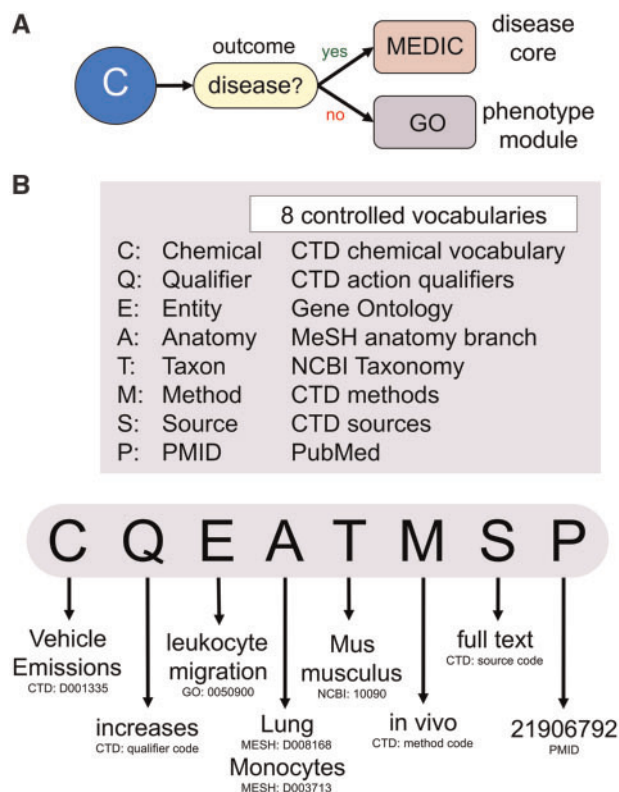 A
C
outcome
disease?
yes
no
MEDIC
GO
disease
core
phenotype
module
B
8 controlled vocabularies
C: Chemical CTD chemical vocabulary
Q: Qualifier CTD action qualifiers
E: Entity Gene Ontology
A: Anatomy MeSH anatomy branch
T: Taxon NCBI Taxonomy
M: Method CTD methods
S: Source CTD sources
P: PMID PubMed
C Q E A T M S P
Vehicle
Emissions
CTD: D001335
increases
CTD: qualifier code
leukocyte
migration
GO: 0050900
Lung
MESH: D008168
Monocytes
MESH: D003713
Mus
musculus
NCBI: 10090
in vivo
CTD: method code
full text
CTD: source code
21906792
PMID